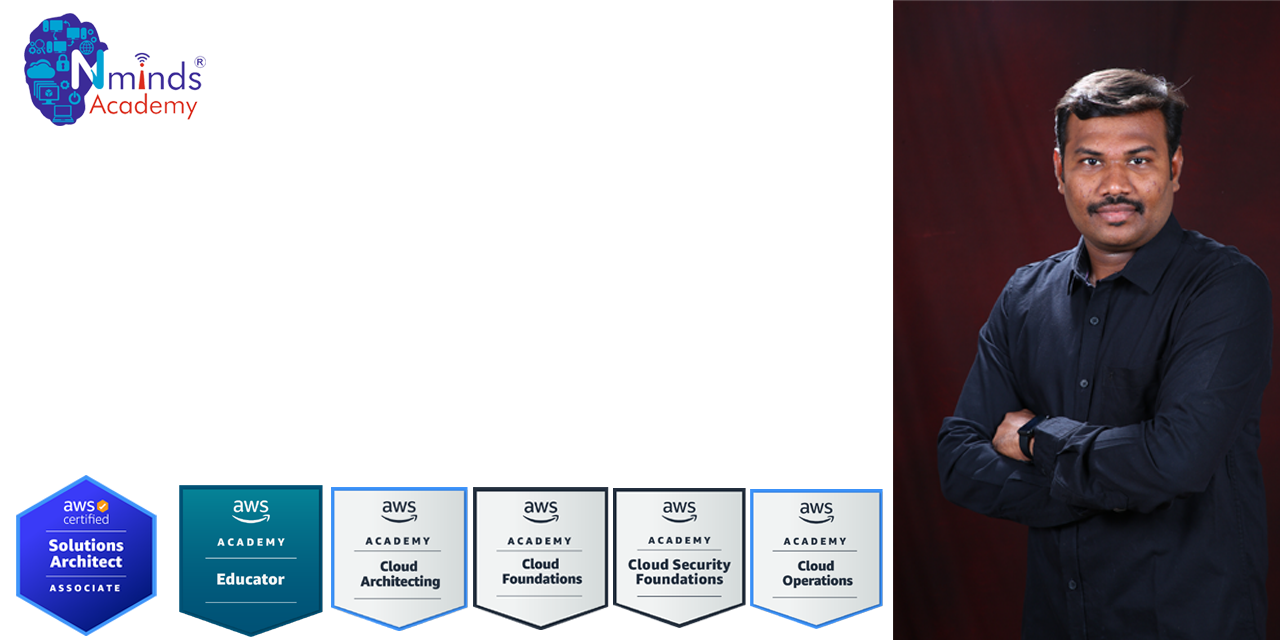 Nminds®
Academy
aws
certified
Solutions
Architect
ASSOCIATE
aws
ACADEMY
Educator
aws
ACADEMY
Cloud
Architecting
aws
ACADEMY
Cloud
Foundations
aws
ACADEMY
Cloud Security
Foundations
aws
ACADEMY
Cloud
Operations